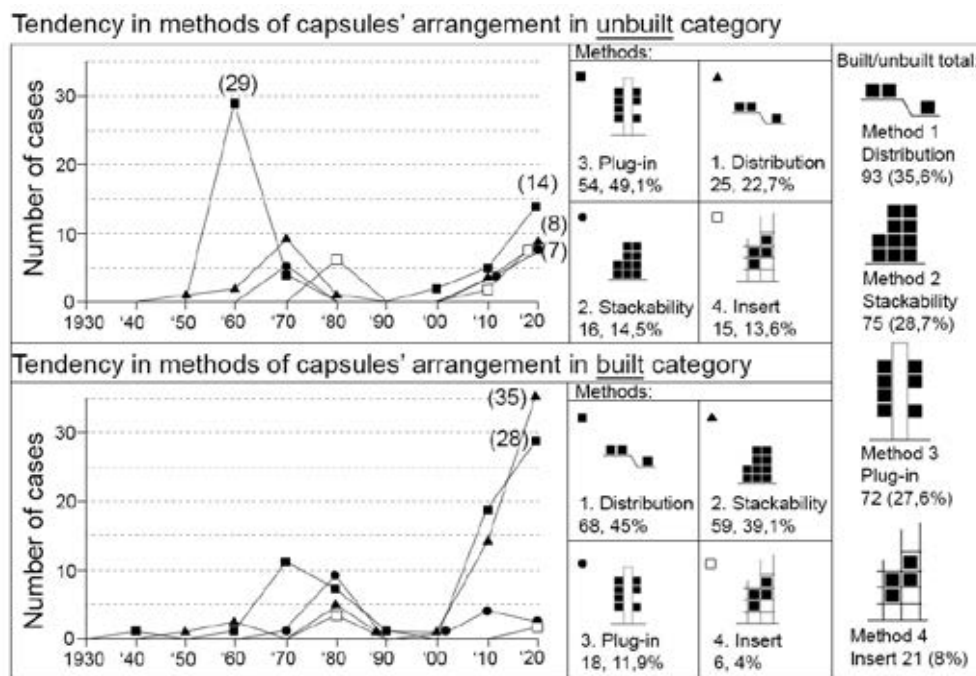 Tendency in methods of capsules' arrangement in unbuilt category
Number of cases
30
20
10
0
1930 '40 '50 '60 '70 '80 '90 '00 '10 '20
(29)
(14)
(8)
(7)
Methods:
3. Plug-in
54, 49,1%
1. Distribution
25, 22,7%
2. Stackability
16, 14,5%
4. Insert
15, 13,6%
Tendency in methods of capsules' arrangement in built category
Number of cases
30
20
10
0
1930 '40 '50 '60 '70 '80 '90 '00 '10 '20
(35)
(28)
Methods:
1. Distribution
68, 45%
2. Stackability
59, 39,1%
3. Plug-in
18, 11,9%
4. Insert
6, 4%
Built/unbuilt total:
Method 1
Distribution
93 (35,6%)
Method 2
Stackability
75 (28,7%)
Method 3
Plug-in
72 (27,6%)
Method 4
Insert 21 (8%)